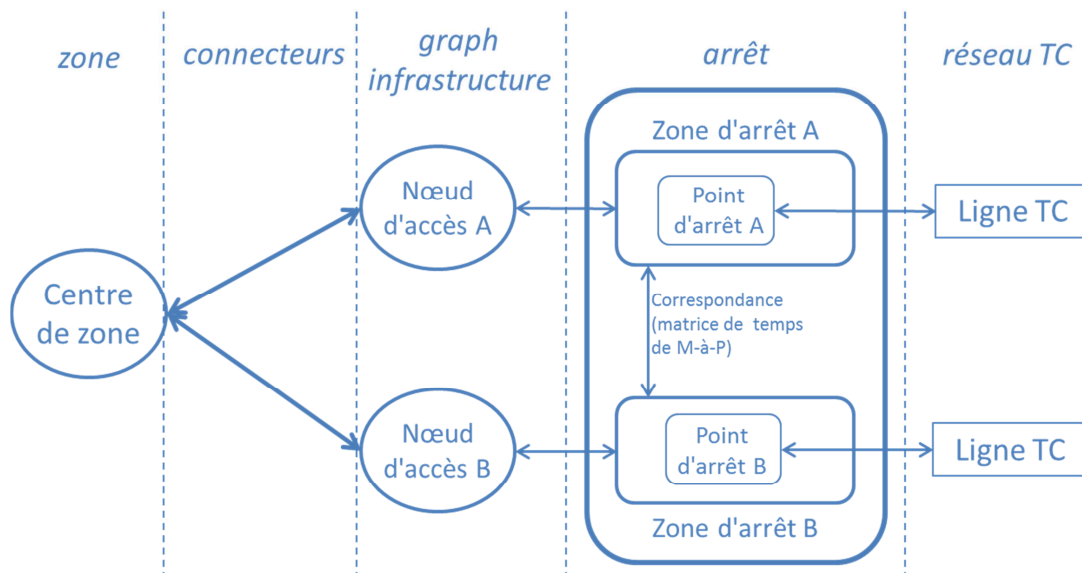 zone
connecteurs
graph
infrastructure
arrêt
réseau TC
Zone d'arrêt A
Nœud
d'accès A
Point
d'arrêt A
Ligne TC
Centre
de zone
Correspondance
(matrice de temps
de M-à-P)
Nœud
d'accès B
Point
d'arrêt B
Ligne TC
Zone d'arrêt B